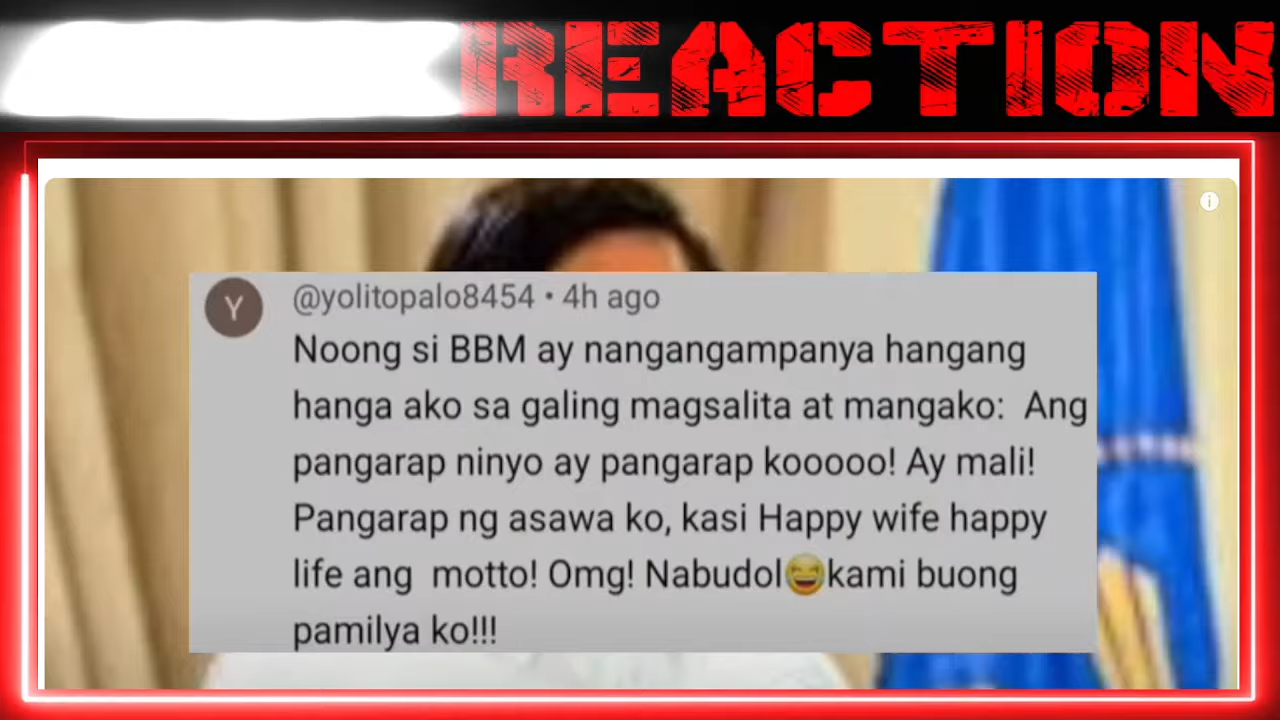 REACTION
Y
@yolitopalo8454 • 4h ago
Noong si BBM ay nangangampanya hangang
hanga ako sa galing magsalita at mangako:  Ang
pangarap ninyo ay pangarap kooooo! Ay mali!
Pangarap ng asawa ko, kasi Happy wife happy
life ang  motto! Omg! Nabudol😆kami buong
pamilya ko!!!